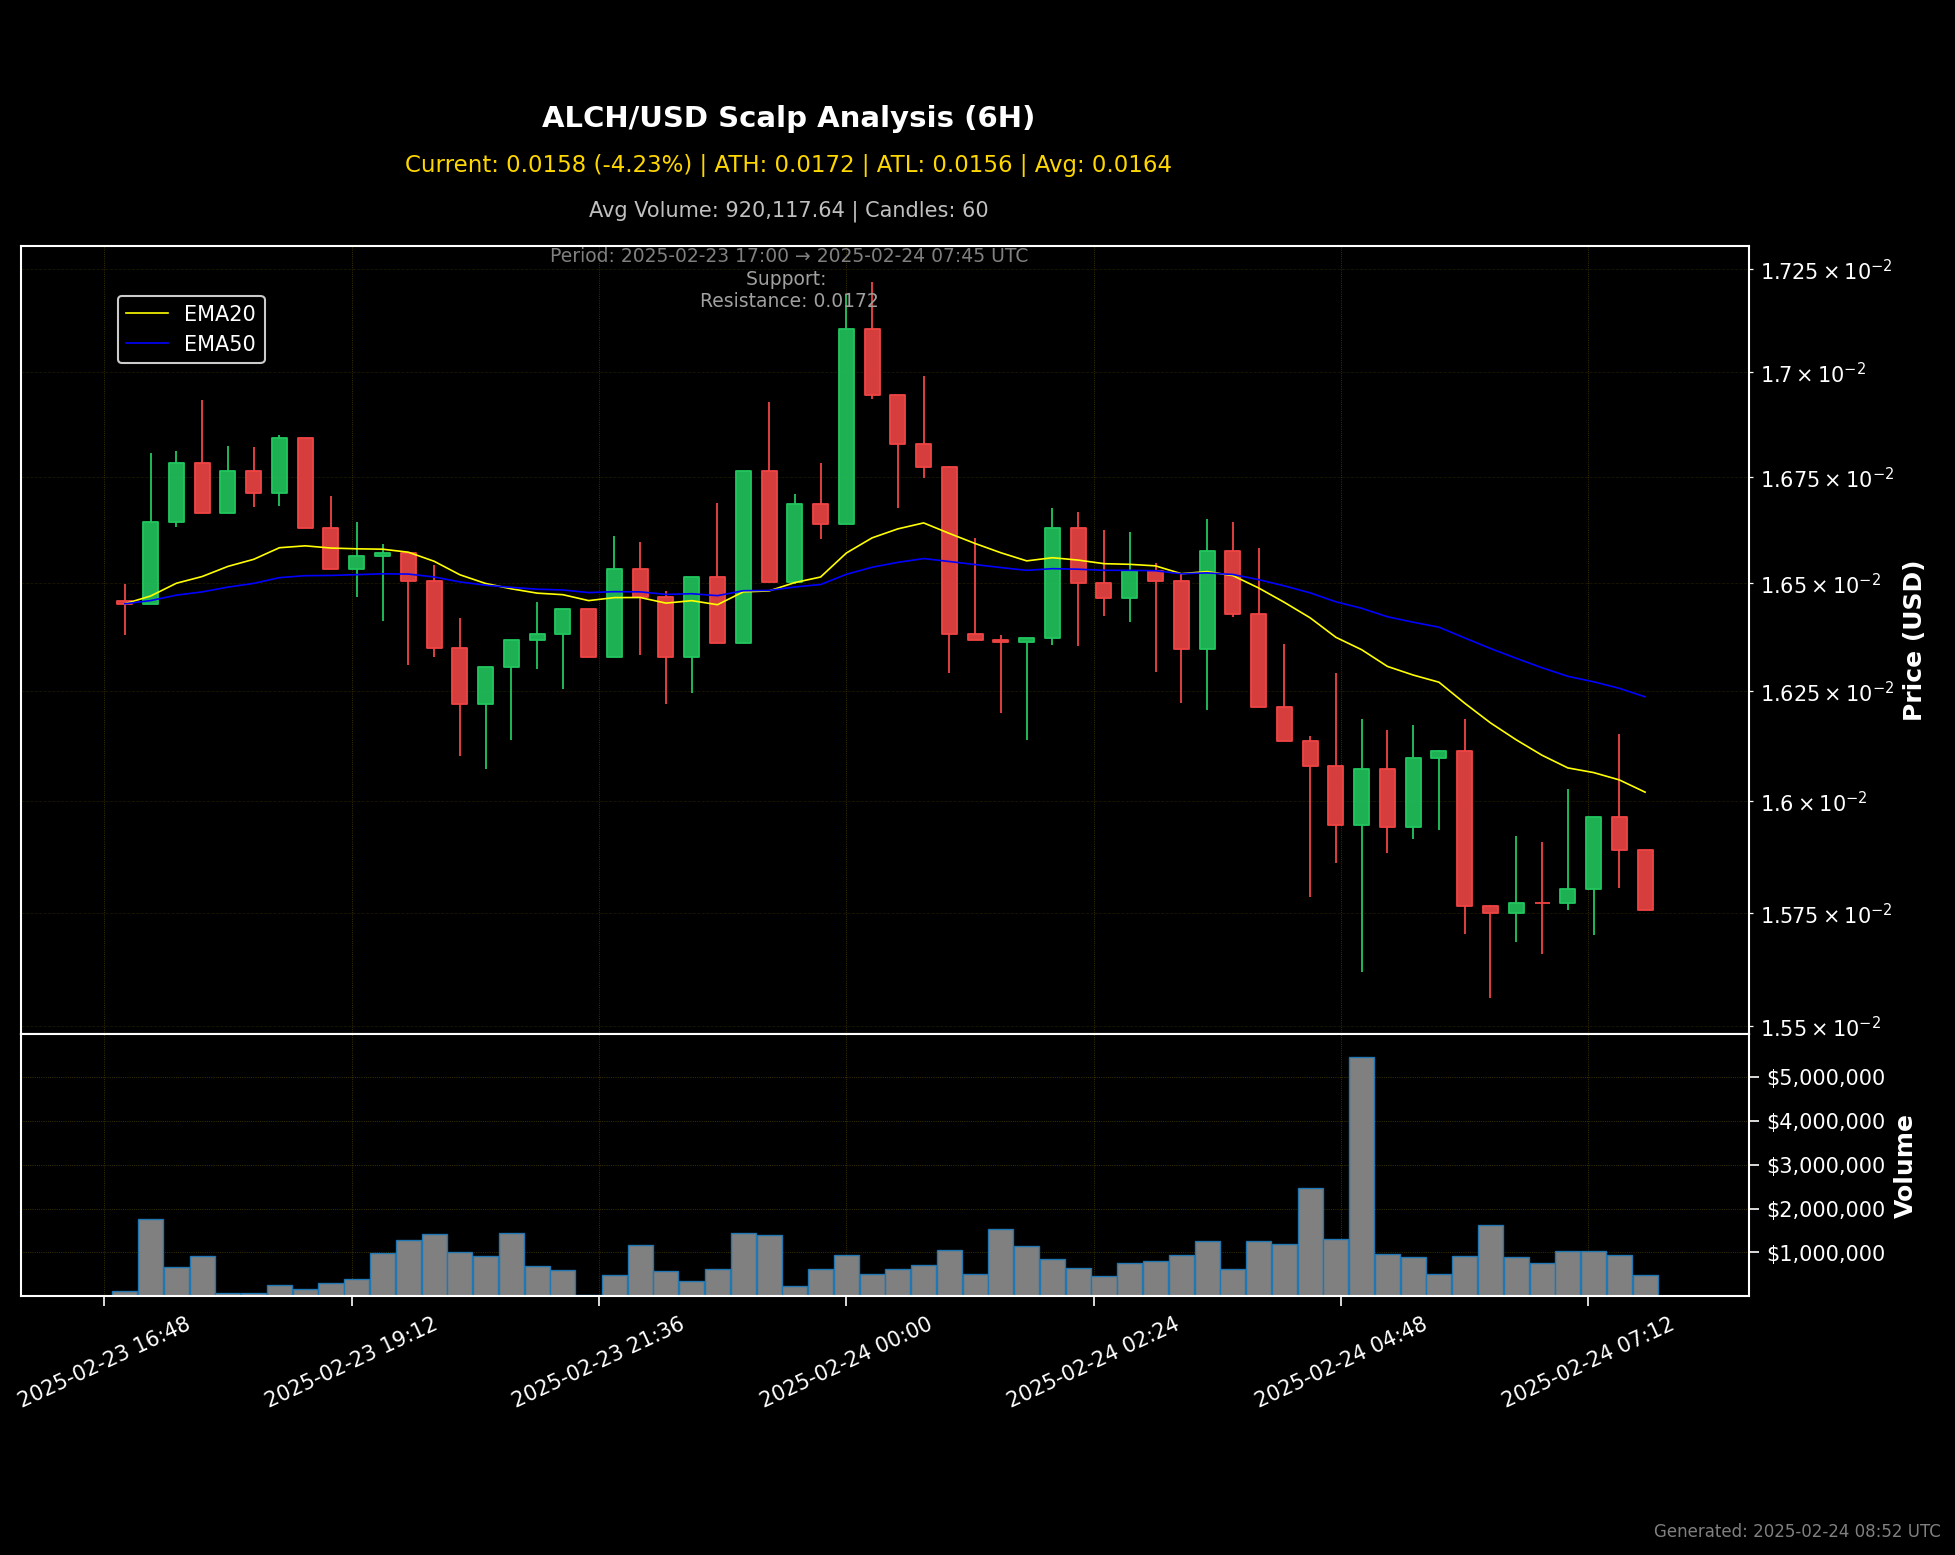 ALCH/USD Scalp Analysis (6H)
Current: 0.0158 (-4.23%) | ATH: 0.0172 | ATL: 0.0156 | Avg: 0.0164
Avg Volume: 920,117.64 | Candles: 60
Period: 2025-02-23 17:00 → 2025-02-24 07:45 UTC
Support:
Resistance: 0.0172
EMA20
EMA50
1.725 × 10⁻²
1.7 × 10⁻²
1.675 × 10⁻²
1.65 × 10⁻²
1.625 × 10⁻²
1.6 × 10⁻²
1.575 × 10⁻²
1.55 × 10⁻²
Price (USD)
$5,000,000
$4,000,000
$3,000,000
$2,000,000
$1,000,000
Volume
2025-02-23 16:48
2025-02-23 19:12
2025-02-23 21:36
2025-02-24 00:00
2025-02-24 02:24
2025-02-24 04:48
2025-02-24 07:12
Generated: 2025-02-24 08:52 UTC